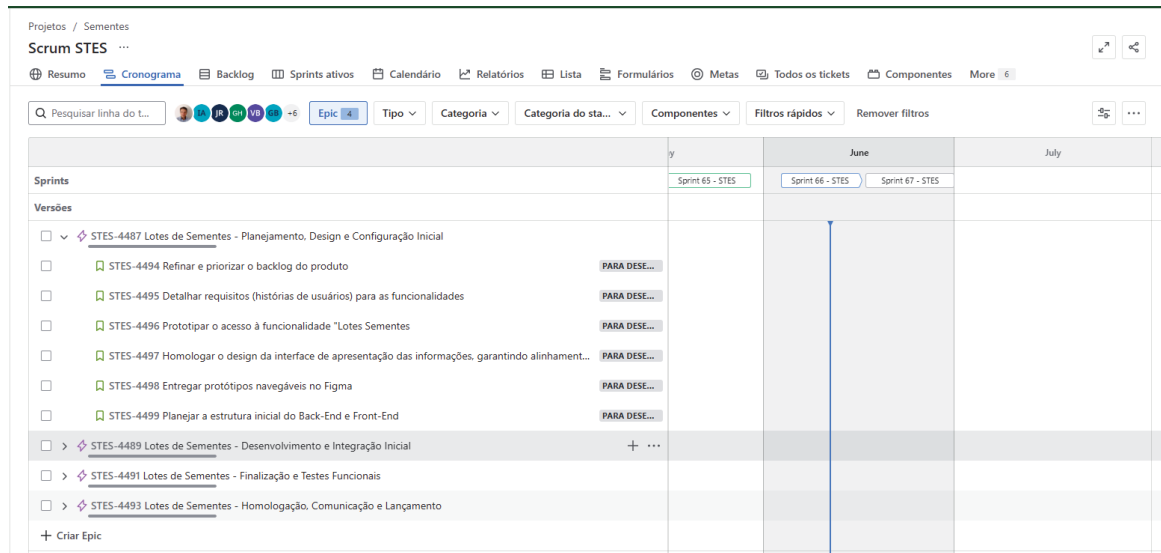 Projetos / Sementes
Scrum STES ...
Resumo Cronograma Backlog Sprints ativos Calendário Relatórios Lista Formulários Metas Todos os tickets Componentes More 6
Pesquisar linha do t... IA JR GH VB GB +6 Epic 4 Tipo Categoria Categoria do sta... Componentes Filtros rápidos Remover filtros
y June July
Sprints Sprint 65 - STES Sprint 66 - STES Sprint 67 - STES
Versões
STES-4487 Lotes de Sementes - Planejamento, Design e Configuração Inicial
STES-4494 Refinar e priorizar o backlog do produto PARA DESE...
STES-4495 Detalhar requisitos (histórias de usuários) para as funcionalidades PARA DESE...
STES-4496 Prototipar o acesso à funcionalidade "Lotes Sementes PARA DESE...
STES-4497 Homologar o design da interface de apresentação das informações, garantindo alinhament... PARA DESE...
STES-4498 Entregar protótipos navegáveis no Figma PARA DESE...
STES-4499 Planejar a estrutura inicial do Back-End e Front-End PARA DESE...
STES-4489 Lotes de Sementes - Desenvolvimento e Integração Inicial
STES-4491 Lotes de Sementes - Finalização e Testes Funcionais
STES-4493 Lotes de Sementes - Homologação, Comunicação e Lançamento
+ Criar Epic